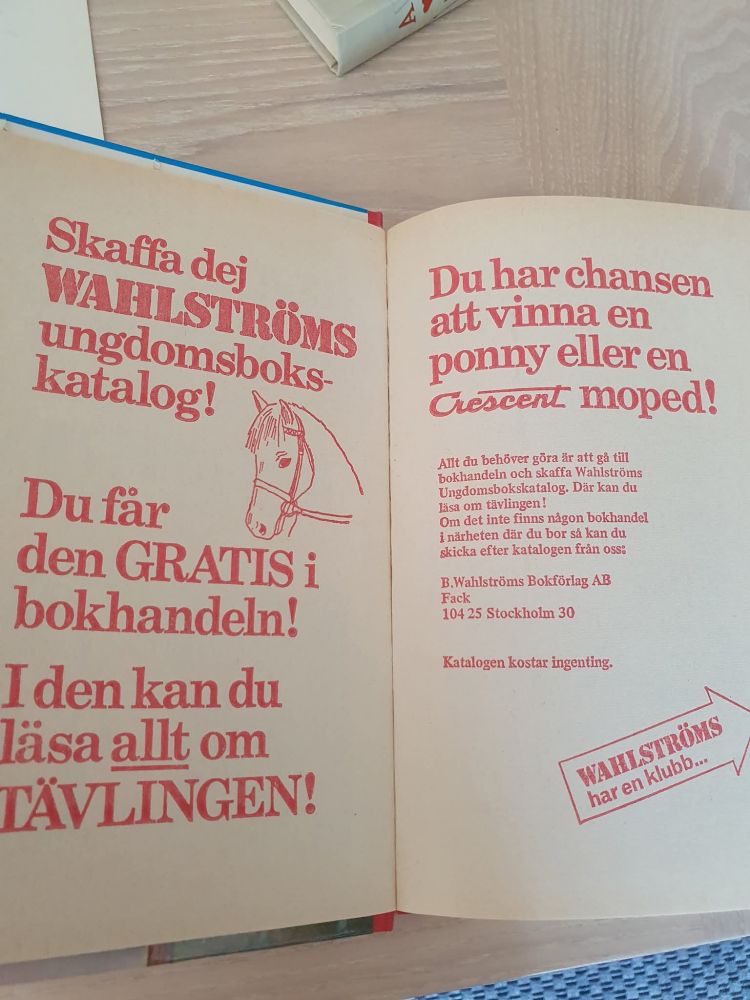 Skaffa dej
WAHLSTRÖMS
ungdomsboks-
katalog!
Du får
den GRATIS i
bokhandeln!
I den kan du
läsa allt om
TÄVLINGEN!
Du har chansen
att vinna en
ponny eller en
Crescent moped!
Allt du behöver göra är att gå till
bokhandeln och skaffa Wahlströms
Ungdomsbokskatalog. Där kan du
läsa om tävlingen!
Om det inte finns någon bokhandel
i närheten där du bor så kan du
skicka efter katalogen från oss:
B.Wahlströms Bokförlag AB
Fack
104 25 Stockholm 30
Katalogen kostar ingenting.
WAHLSTRÖMS
har en klubb...